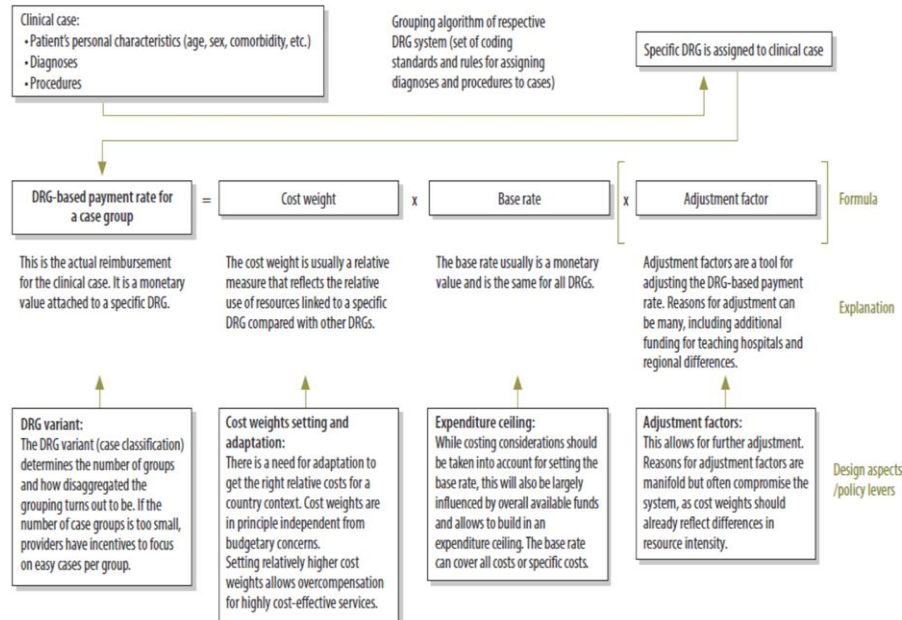 Clinical case:
• Patient's personal characteristics (age, sex, comorbidity, etc.)
• Diagnoses
• Procedures
Grouping algorithm of respective
DRG system (set of coding
standards and rules for assigning
diagnoses and procedures to cases)
Specific DRG is assigned to clinical case
DRG-based payment rate for
a case group
=
Cost weight
x
Base rate
x
Adjustment factor
Formula
This is the actual reimbursement
for the clinical case. It is a monetary
value attached to a specific DRG.
The cost weight is usually a relative
measure that reflects the relative
use of resources linked to a specific
DRG compared with other DRGs.
The base rate usually is a monetary
value and is the same for all DRGs.
Adjustment factors are a tool for
adjusting the DRG-based payment
rate. Reasons for adjustment can
be many, including additional
funding for teaching hospitals and
regional differences.
Explanation
DRG variant:
The DRG variant (case classification)
determines the number of groups
and how disaggregated the
grouping turns out to be. If the
number of case groups is too small,
providers have incentives to focus
on easy cases per group.
Cost weights setting and
adaptation:
There is a need for adaptation to
get the right relative costs for a
country context. Cost weights are
in principle independent from
budgetary concerns.
Setting relatively higher cost
weights allows overcompensation
for highly cost-effective services.
Expenditure ceiling:
While costing considerations should
be taken into account for setting the
base rate, this will also be largely
influenced by overall available funds
and allows to build in an
expenditure ceiling. The base rate
can cover all costs or specific costs.
Adjustment factors:
This allows for further adjustment.
Reasons for adjustment factors are
manifold but often compromise the
system, as cost weights should
already reflect differences in
resource intensity.
Design aspects
/policy levers